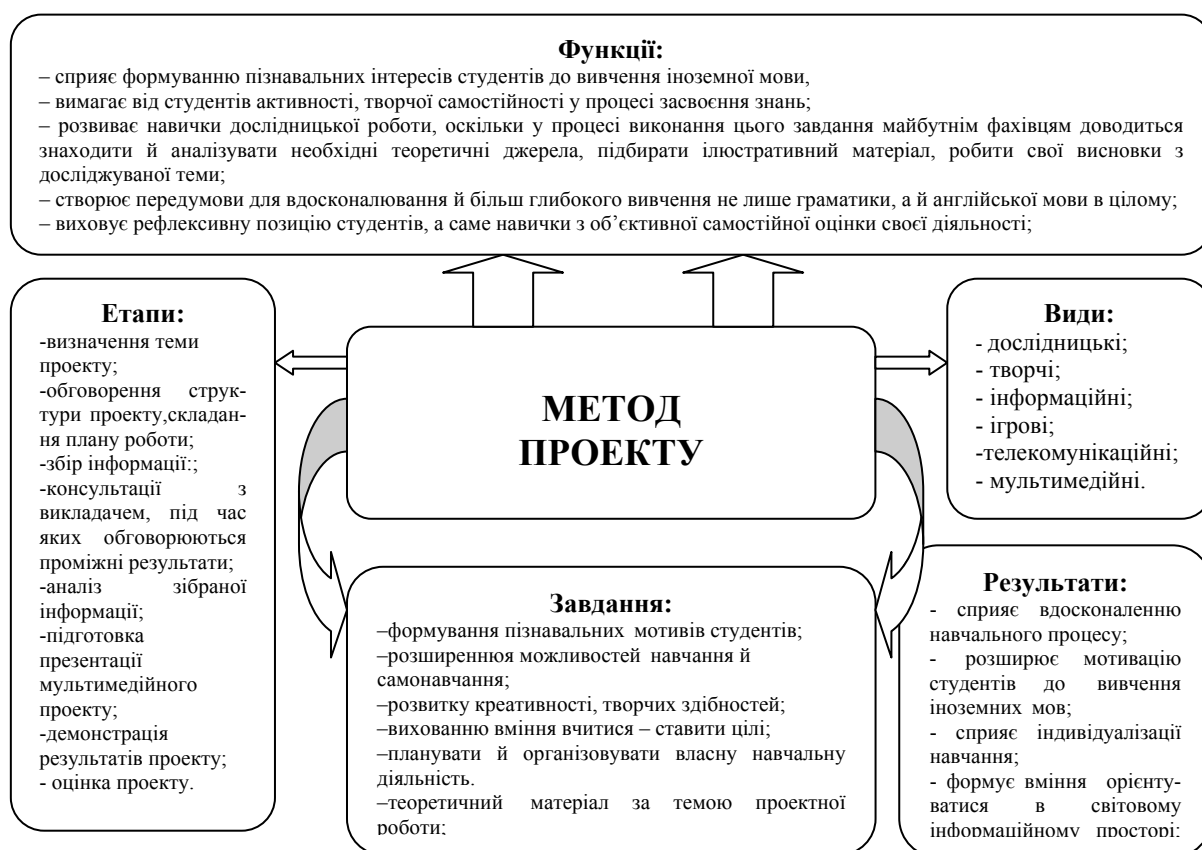 Функції:
– сприяє формуванню пізнавальних інтересів студентів до вивчення іноземної мови,
– вимагає від студентів активності, творчої самостійності у процесі засвоєння знань;
– розвиває навички дослідницької роботи, оскільки у процесі виконання цього завдання майбутнім фахівцям доводиться
знаходити й аналізувати необхідні теоретичні джерела, підбирати ілюстративний матеріал, робити свої висновки з
досліджуваної теми;
– створює передумови для вдосконалювання й більш глибокого вивчення не лише граматики, а й англійської мови в цілому;
– виховує рефлексивну позицію студентів, а саме навички з об’єктивної самостійної оцінки своєї діяльності;
Етапи:
-визначення теми
проекту;
-обговорення струк-
тури проекту,складан-
ня плану роботи;
-збір інформації:;
-консультації з
викладачем, під час
яких обговорюються
проміжні результати;
-аналіз зібраної
інформації;
-підготовка
презентації
мультимедійного
проекту;
-демонстрація
результатів проекту;
- оцінка проекту.
МЕТОД
ПРОЕКТУ
Види:
- дослідницькі;
- творчі;
- інформаційні;
- ігрові;
-телекомунікаційні;
- мультимедійні.
Завдання:
–формування пізнавальних мотивів студентів;
–розширеннюя можливостей навчання й
самонавчання;
–розвитку креативності, творчих здібностей;
–вихованню вміння вчитися – ставити цілі;
–планувати й організовувати власну навчальну
діяльність.
–теоретичний матеріал за темою проектної
роботи;
Результати:
- сприяє вдосконаленню
навчального процесу;
- розширює мотивацію
студентів до вивчення
іноземних мов;
- сприяє індивідуалізації
навчання;
- формує вміння орієнту-
ватися в світовому
інформаційному просторі;